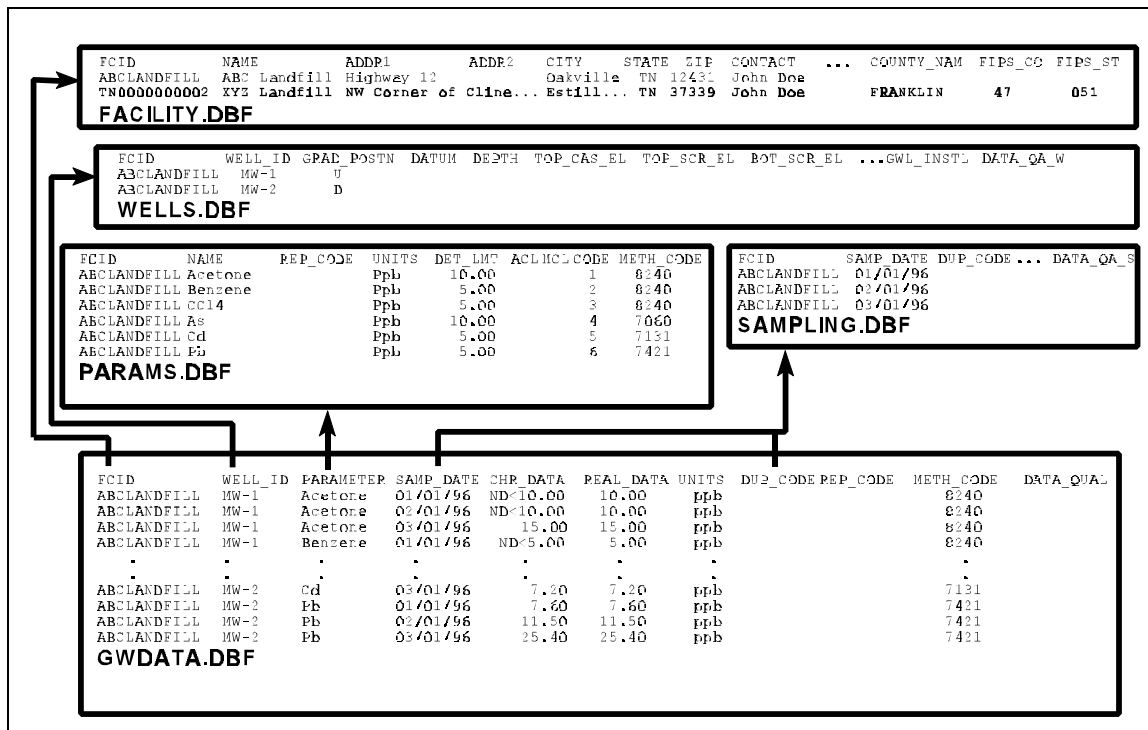 FCID NAME ADDR1 ADDR2 CITY STATE ZIP CONTACT ... COUNTY_NAM FIPS_CO FIPS_ST
ABCLANDFILL ABC Landfill Highway 12 Oakville TN 12431 John Doe
TN0000000002 XYZ Landfill NW Corner of Cline... Estill... TN 37339 John Doe FRANKLIN 47 051
FACILITY.DBF
FCID WELL_ID GRAD_POSTN DATUM DEPTH TOP_CAS_EL TOP_SCR_EL BOT_SCR_EL ...GWL_INSTL DATA_QA_W
ABCLANDFILL MW-1 U
ABCLANDFILL MW-2 D
WELLS.DBF
FCID NAME REP_CODE UNITS DET_LMT ACLMCLCODE METH_CODE
ABCLANDFILL Acetone Ppb 10.00 1 8240
ABCLANDFILL Benzene Ppb 5.00 2 8240
ABCLANDFILL CCl4 Ppb 5.00 3 8240
ABCLANDFILL As Ppb 10.00 4 7060
ABCLANDFILL Cd Ppb 5.00 5 7131
ABCLANDFILL Pb Ppb 5.00 6 7421
PARAMS.DBF
FCID SAMP_DATE DUP_CODE... DATA_QA_S
ABCLANDFILL 01/01/96
ABCLANDFILL 02/01/96
ABCLANDFILL 03/01/96
SAMPLING.DBF
FCID WELL_ID PARAMETER SAMP_DATE CHR_DATA REAL_DATA UNITS DUP_CODE REP_CODE METH_CODE DATA_QUAL
ABCLANDFILL MW-1 Acetone 01/01/96 ND<10.00 10.00 ppb 8240
ABCLANDFILL MW-1 Acetone 02/01/96 ND<10.00 10.00 ppb 8240
ABCLANDFILL MW-1 Acetone 03/01/96 15.00 15.00 ppb 8240
ABCLANDFILL MW-1 Benzene 01/01/96 ND<5.00 5.00 ppb 8240
. . . . . . . .
. . . . . . . .
ABCLANDFILL MW-2 Cd 03/01/96 7.20 7.20 ppb 7131
ABCLANDFILL MW-2 Pb 01/01/96 7.60 7.60 ppb 7421
ABCLANDFILL MW-2 Pb 02/01/96 11.50 11.50 ppb 7421
ABCLANDFILL MW-2 Pb 03/01/96 25.40 25.40 ppb 7421
GWDATA.DBF